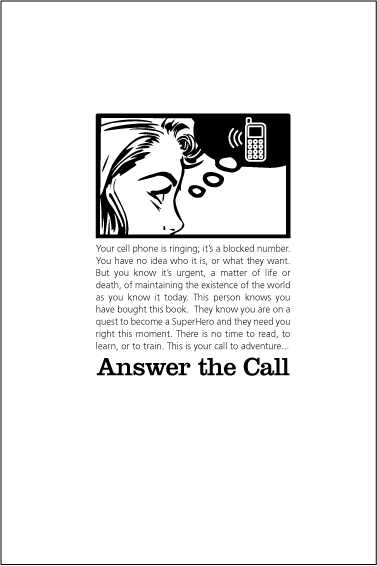 Your cell phone is ringing; it's a blocked number.
You have no idea who it is, or what they want.
But you know it's urgent, a matter of life or
death, of maintaining the existence of the world
as you know it today. This person knows you
have bought this book. They know you are on a
quest to become a SuperHero and they need you
right this moment. There is no time to read, to
learn, or to train. This is your call to adventure...
Answer the Call